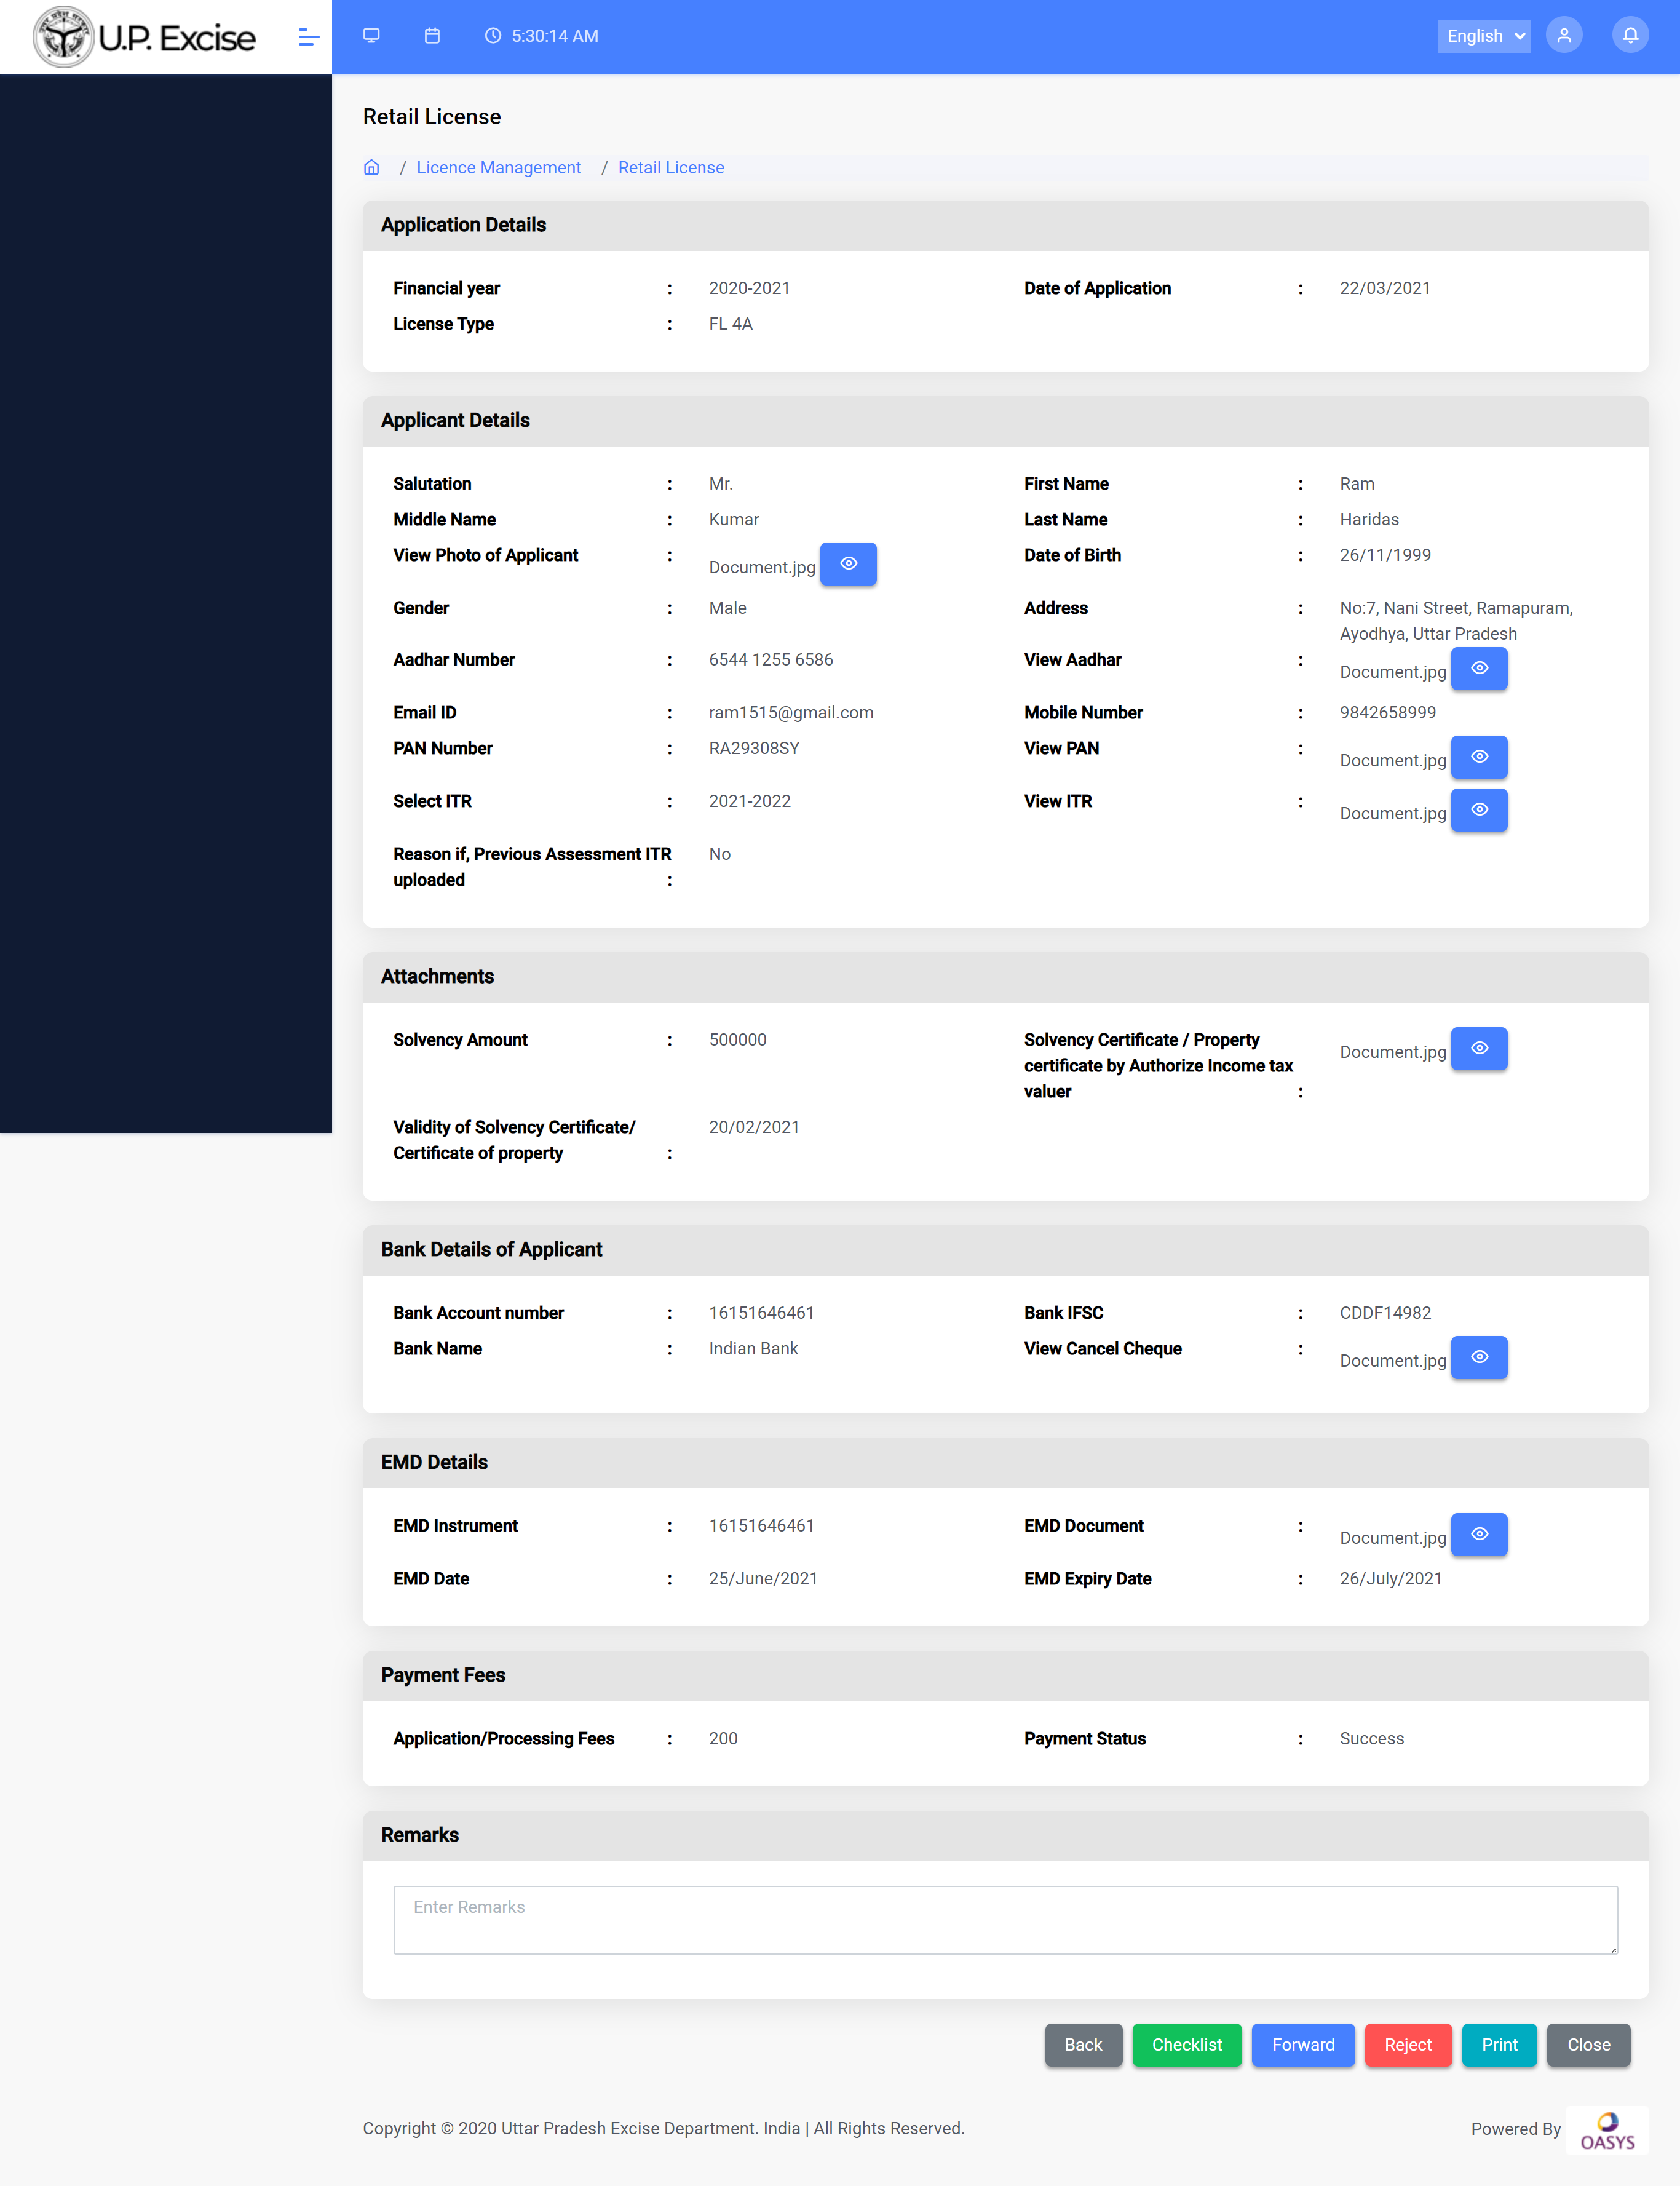 U.P. Excise
5:30:14 AM
English
Retail License
/ Licence Management / Retail License
Application Details
Financial year : 2020-2021 Date of Application : 22/03/2021
License Type : FL 4A
Applicant Details
Salutation : Mr. First Name : Ram
Middle Name : Kumar Last Name : Haridas
View Photo of Applicant : Document.jpg Date of Birth : 26/11/1999
Gender : Male Address : No:7, Nani Street, Ramapuram,
Ayodhya, Uttar Pradesh
Aadhar Number : 6544 1255 6586 View Aadhar : Document.jpg
Email ID : ram1515@gmail.com Mobile Number : 9842658999
PAN Number : RA29308SY View PAN : Document.jpg
Select ITR : 2021-2022 View ITR : Document.jpg
Reason if, Previous Assessment ITR No
uploaded :
Attachments
Solvency Amount : 500000 Solvency Certificate / Property Document.jpg
certificate by Authorize Income tax
valuer :
Validity of Solvency Certificate/ 20/02/2021
Certificate of property :
Bank Details of Applicant
Bank Account number : 16151646461 Bank IFSC : CDDF14982
Bank Name : Indian Bank View Cancel Cheque : Document.jpg
EMD Details
EMD Instrument : 16151646461 EMD Document : Document.jpg
EMD Date : 25/June/2021 EMD Expiry Date : 26/July/2021
Payment Fees
Application/Processing Fees : 200 Payment Status : Success
Remarks
Enter Remarks
Back Checklist Forward Reject Print Close
Copyright © 2020 Uttar Pradesh Excise Department. India | All Rights Reserved. Powered By OASYS